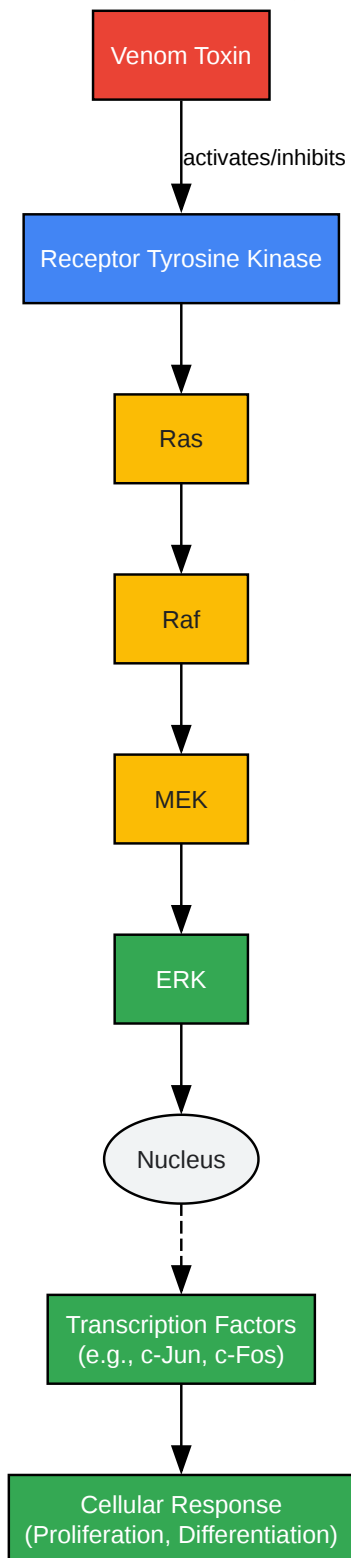 Venom Toxin
activates/inhibits
Receptor Tyrosine Kinase
Ras
Raf
MEK
ERK
Nucleus
Transcription Factors
(e.g., c-Jun, c-Fos)
Cellular Response
(Proliferation, Differentiation)